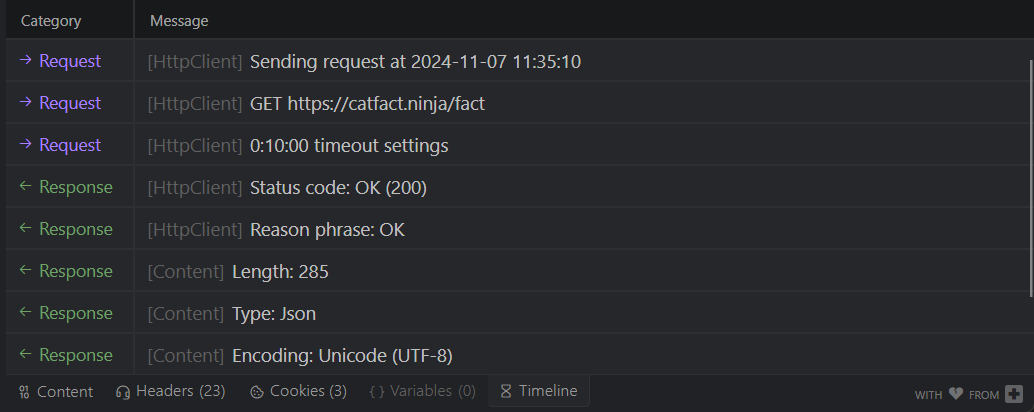 Category Message
Request [HttpClient] Sending request at 2024-11-07 11:35:10
Request [HttpClient] GET https://catfact.ninja/fact
Request [HttpClient] 0:10:00 timeout settings
Response [HttpClient] Status code: OK (200)
Response [HttpClient] Reason phrase: OK
Response [Content] Length: 285
Response [Content] Type: Json
Response [Content] Encoding: Unicode (UTF-8)
Content Headers (23) Cookies (3) Variables (0) Timeline WITH FROM